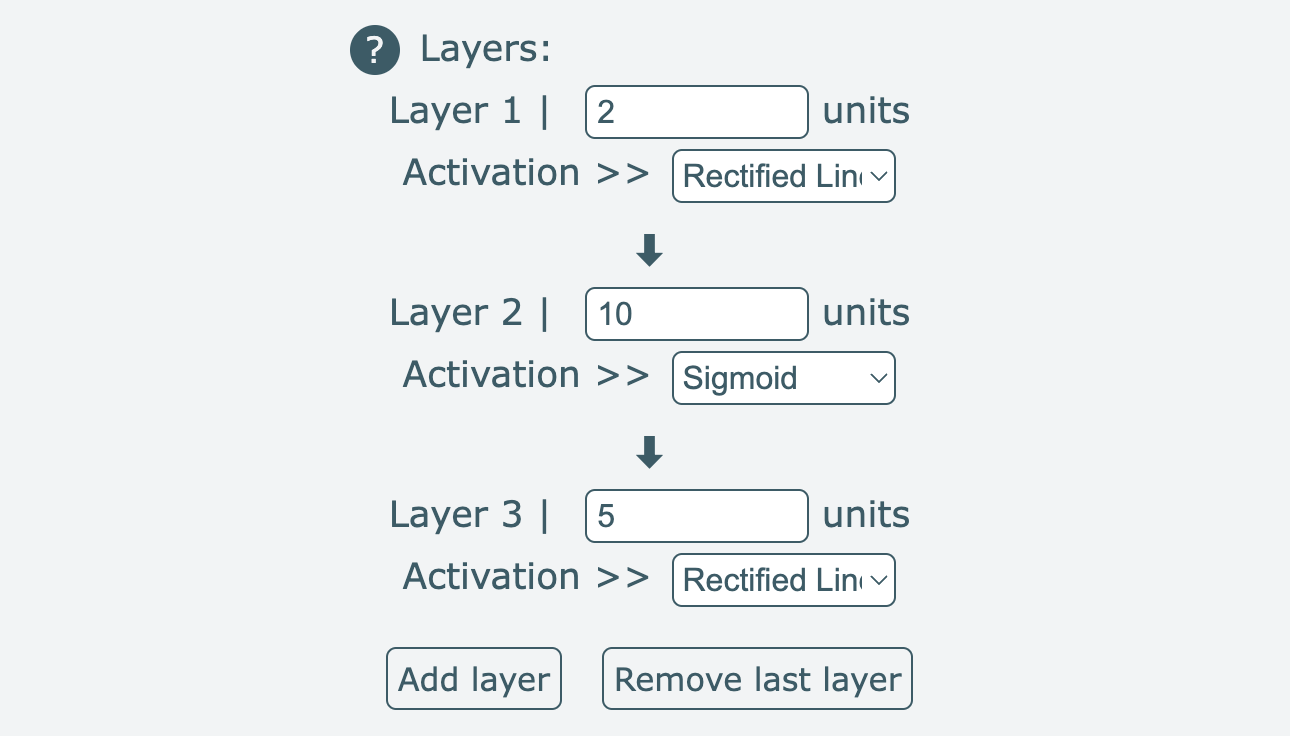 ? Layers:
Layer 1 | 2 units
Activation >> Rectified Lin
⬇
Layer 2 | 10 units
Activation >> Sigmoid
⬇
Layer 3 | 5 units
Activation >> Rectified Lin
Add layer Remove last layer